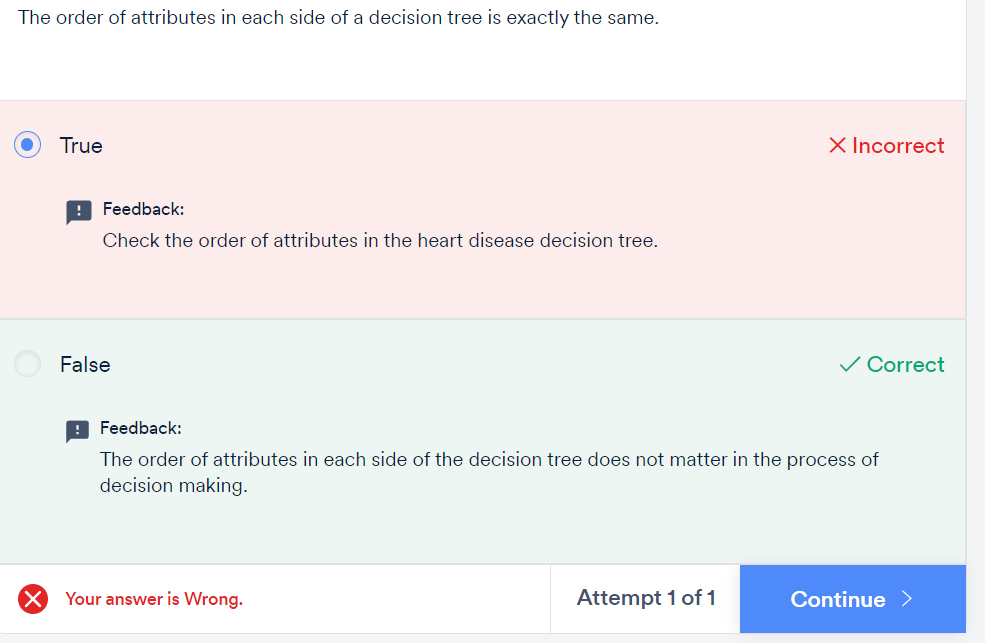 The order of attributes in each side of a decision tree is exactly the same.
True
Incorrect
Feedback:
Check the order of attributes in the heart disease decision tree.
False
Correct
Feedback:
The order of attributes in each side of the decision tree does not matter in the process of
decision making.
Your answer is Wrong.
Attempt 1 of 1
Continue